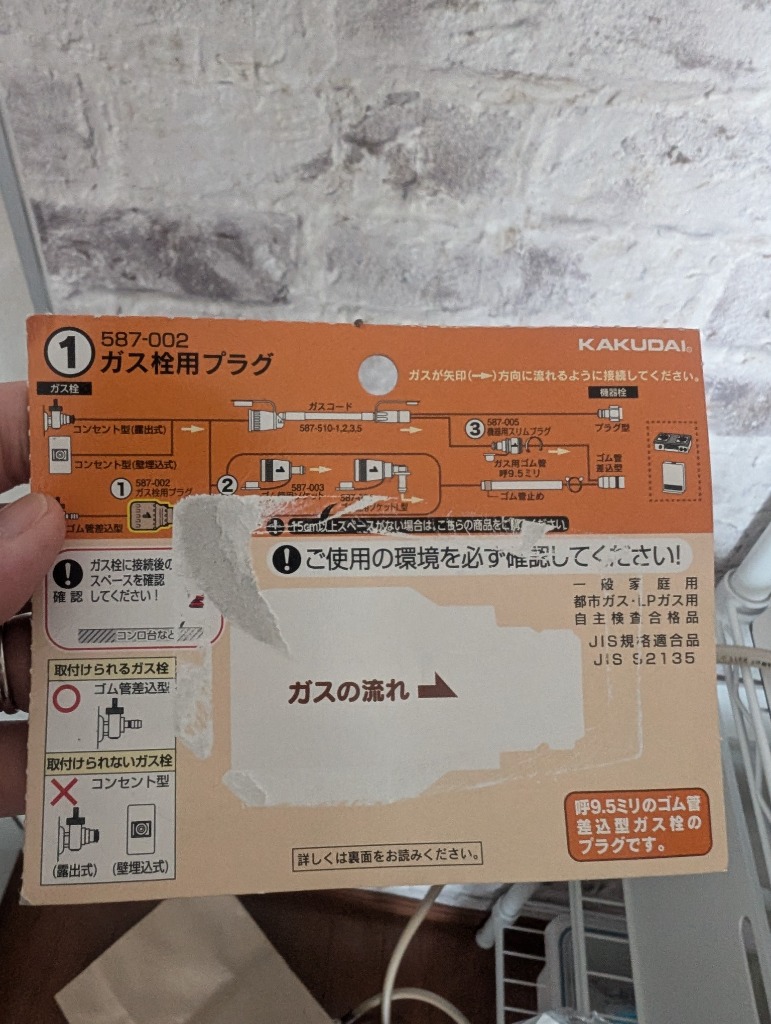 1
587-002
ガス栓用プラグ
KAKUDAI
ガスが矢印(→)方向に流れるように接続してください。
ガス栓
機器栓
コンセント型(露出式)
ガスコード
587-510-1,2,3,5
プラグ型
コンセント型(壁埋込式)
3
587-005
機器用スリムプラグ
ガス用ゴム管
呼9.5ミリ
ゴム管
差込型
1
587-002
ガス栓用プラグ
2
587-003
ゴム管止め
ゴム管差込型
15cm以上スペースがない場合は、こちらの商品をご
ください
ガス栓に接続後の
スペースを確認
してください!
確認
コンロ台など
ご使用の環境を必ず確認してください!
一般家庭用
都市ガス・LPガス用
自主検査合格品
JIS規格適合品
JIS S2135
取付けられるガス栓
ゴム管差込型
取付けられないガス栓
コンセント型
(露出式)
(壁埋込式)
ガスの流れ
呼9.5ミリのゴム管
差込型ガス栓の
プラグです。
詳しくは裏面をお読みください。